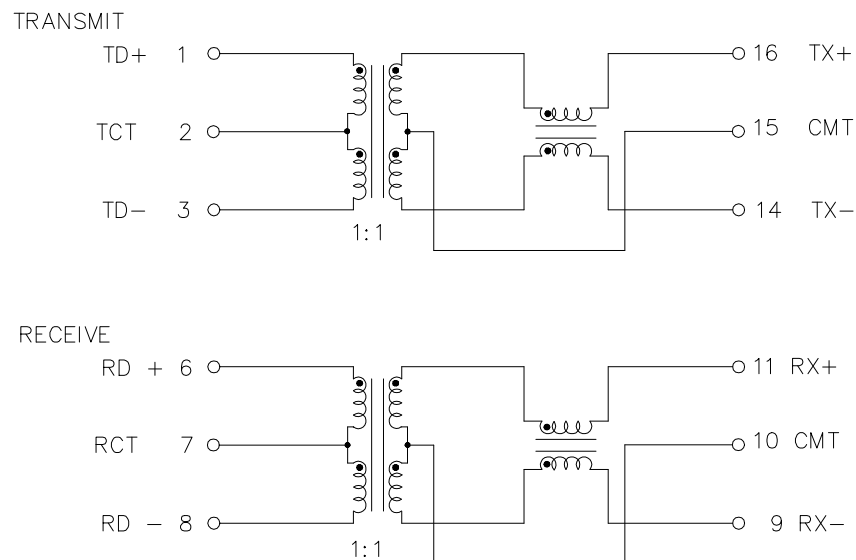 TRANSMIT
TD+ 1 16 TX+
TCT 2 15 CMT
TD- 3 14 TX-
1:1
RECEIVE
RD + 6 11 RX+
RCT 7 10 CMT
RD - 8 9 RX-
1:1